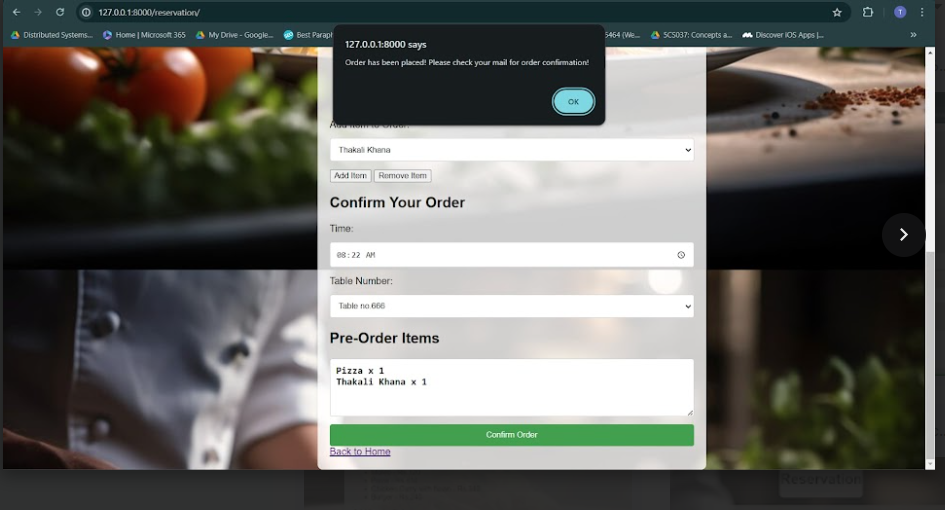 127.0.0.1:8000/reservation/
T
Distributed Systems... Home | Microsoft 365 My Drive - Google... Best Paraph 5464 (We... 5CS037: Concepts a... Discover iOS Apps |... »
127.0.0.1:8000 says
Order has been placed! Please check your mail for order confirmation!
OK
Add Item to Order:
Thakali Khana
Add Item Remove Item
Confirm Your Order
Time:
08:22 AM
Table Number:
Table no.666
Pre-Order Items
Pizza x 1
Thakali Khana x 1
Confirm Order
Back to Home
Reservation